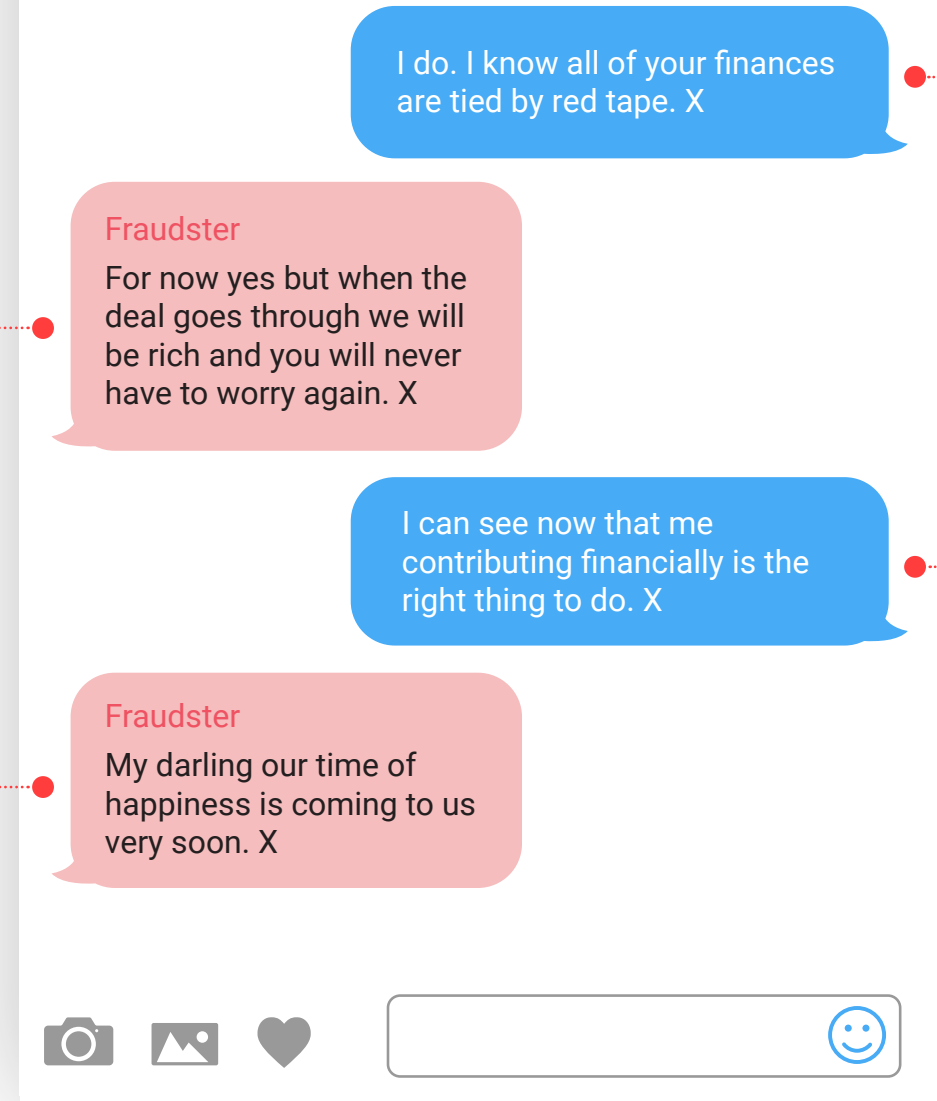 I do. I know all of your finances
are tied by red tape. X
Fraudster
For now yes but when the
deal goes through we will
be rich and you will never
have to worry again. X
I can see now that me
contributing financially is the
right thing to do. X
Fraudster
My darling our time of
happiness is coming to us
very soon. X